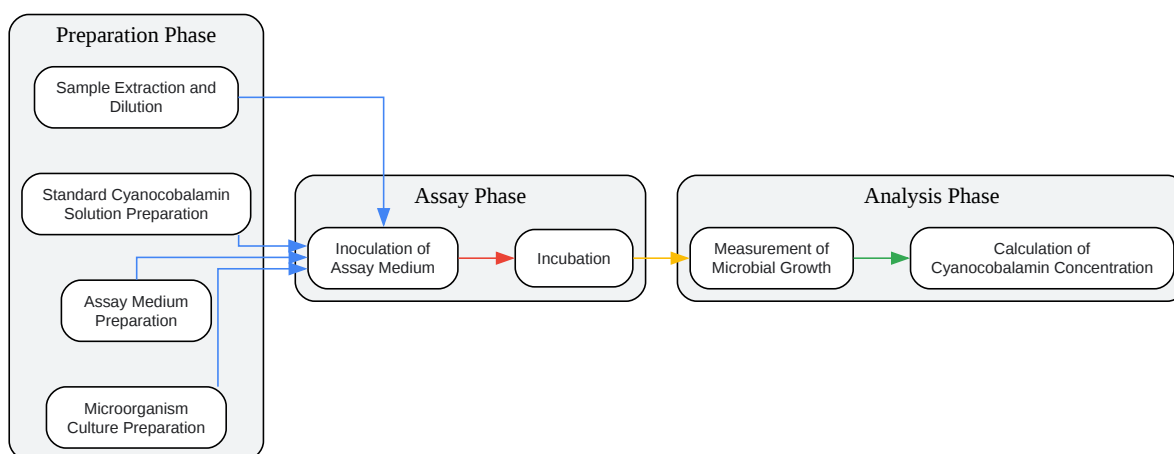 Preparation Phase
Sample Extraction and
Dilution
Standard Cyanocobalamin
Solution Preparation
Assay Medium
Preparation
Microorganism
Culture Preparation
Assay Phase
Inoculation of
Assay Medium
Incubation
Analysis Phase
Measurement of
Microbial Growth
Calculation of
Cyanocobalamin Concentration